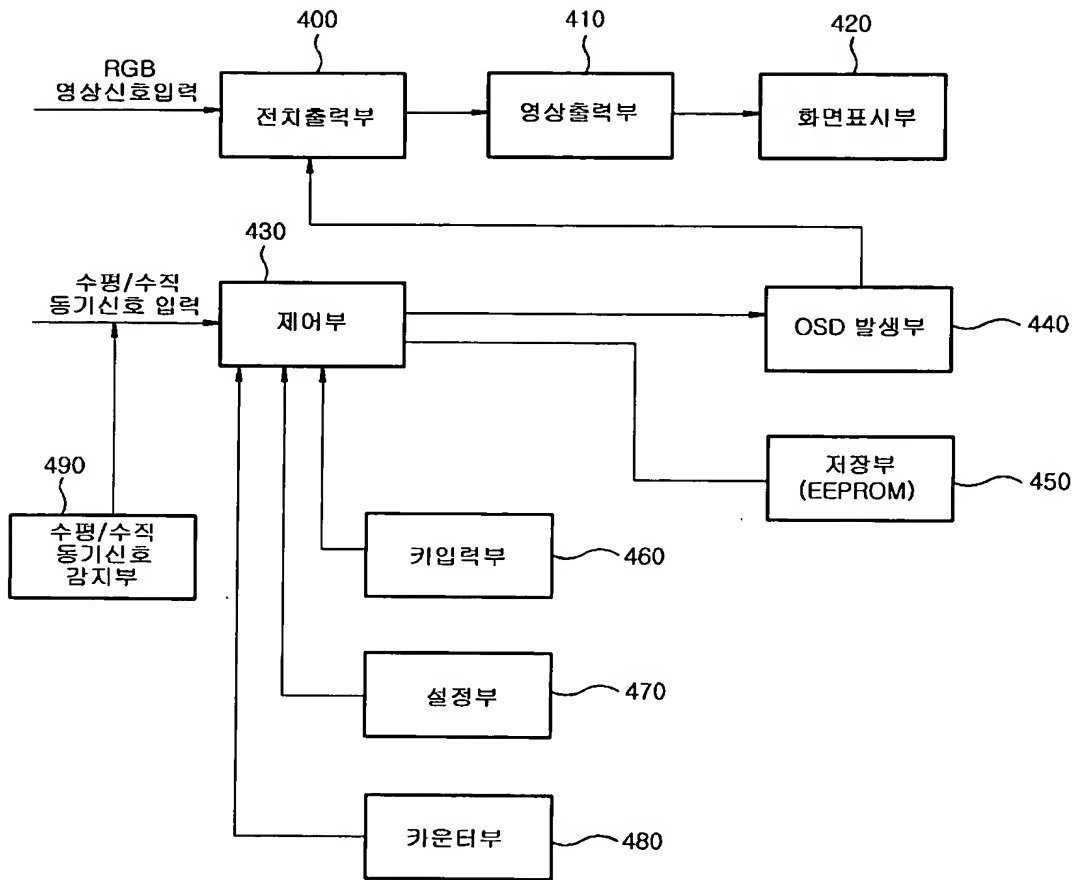 400
410
420
RGB
영상신호입력
전치출력부
영상출력부
화면표시부
430
수평/수직
동기신호 입력
제어부
OSD 발생부
440
490
저장부
(EEPROM)
450
수평/수직
동기신호
감지부
키입력부
460
설정부
470
카운터부
480